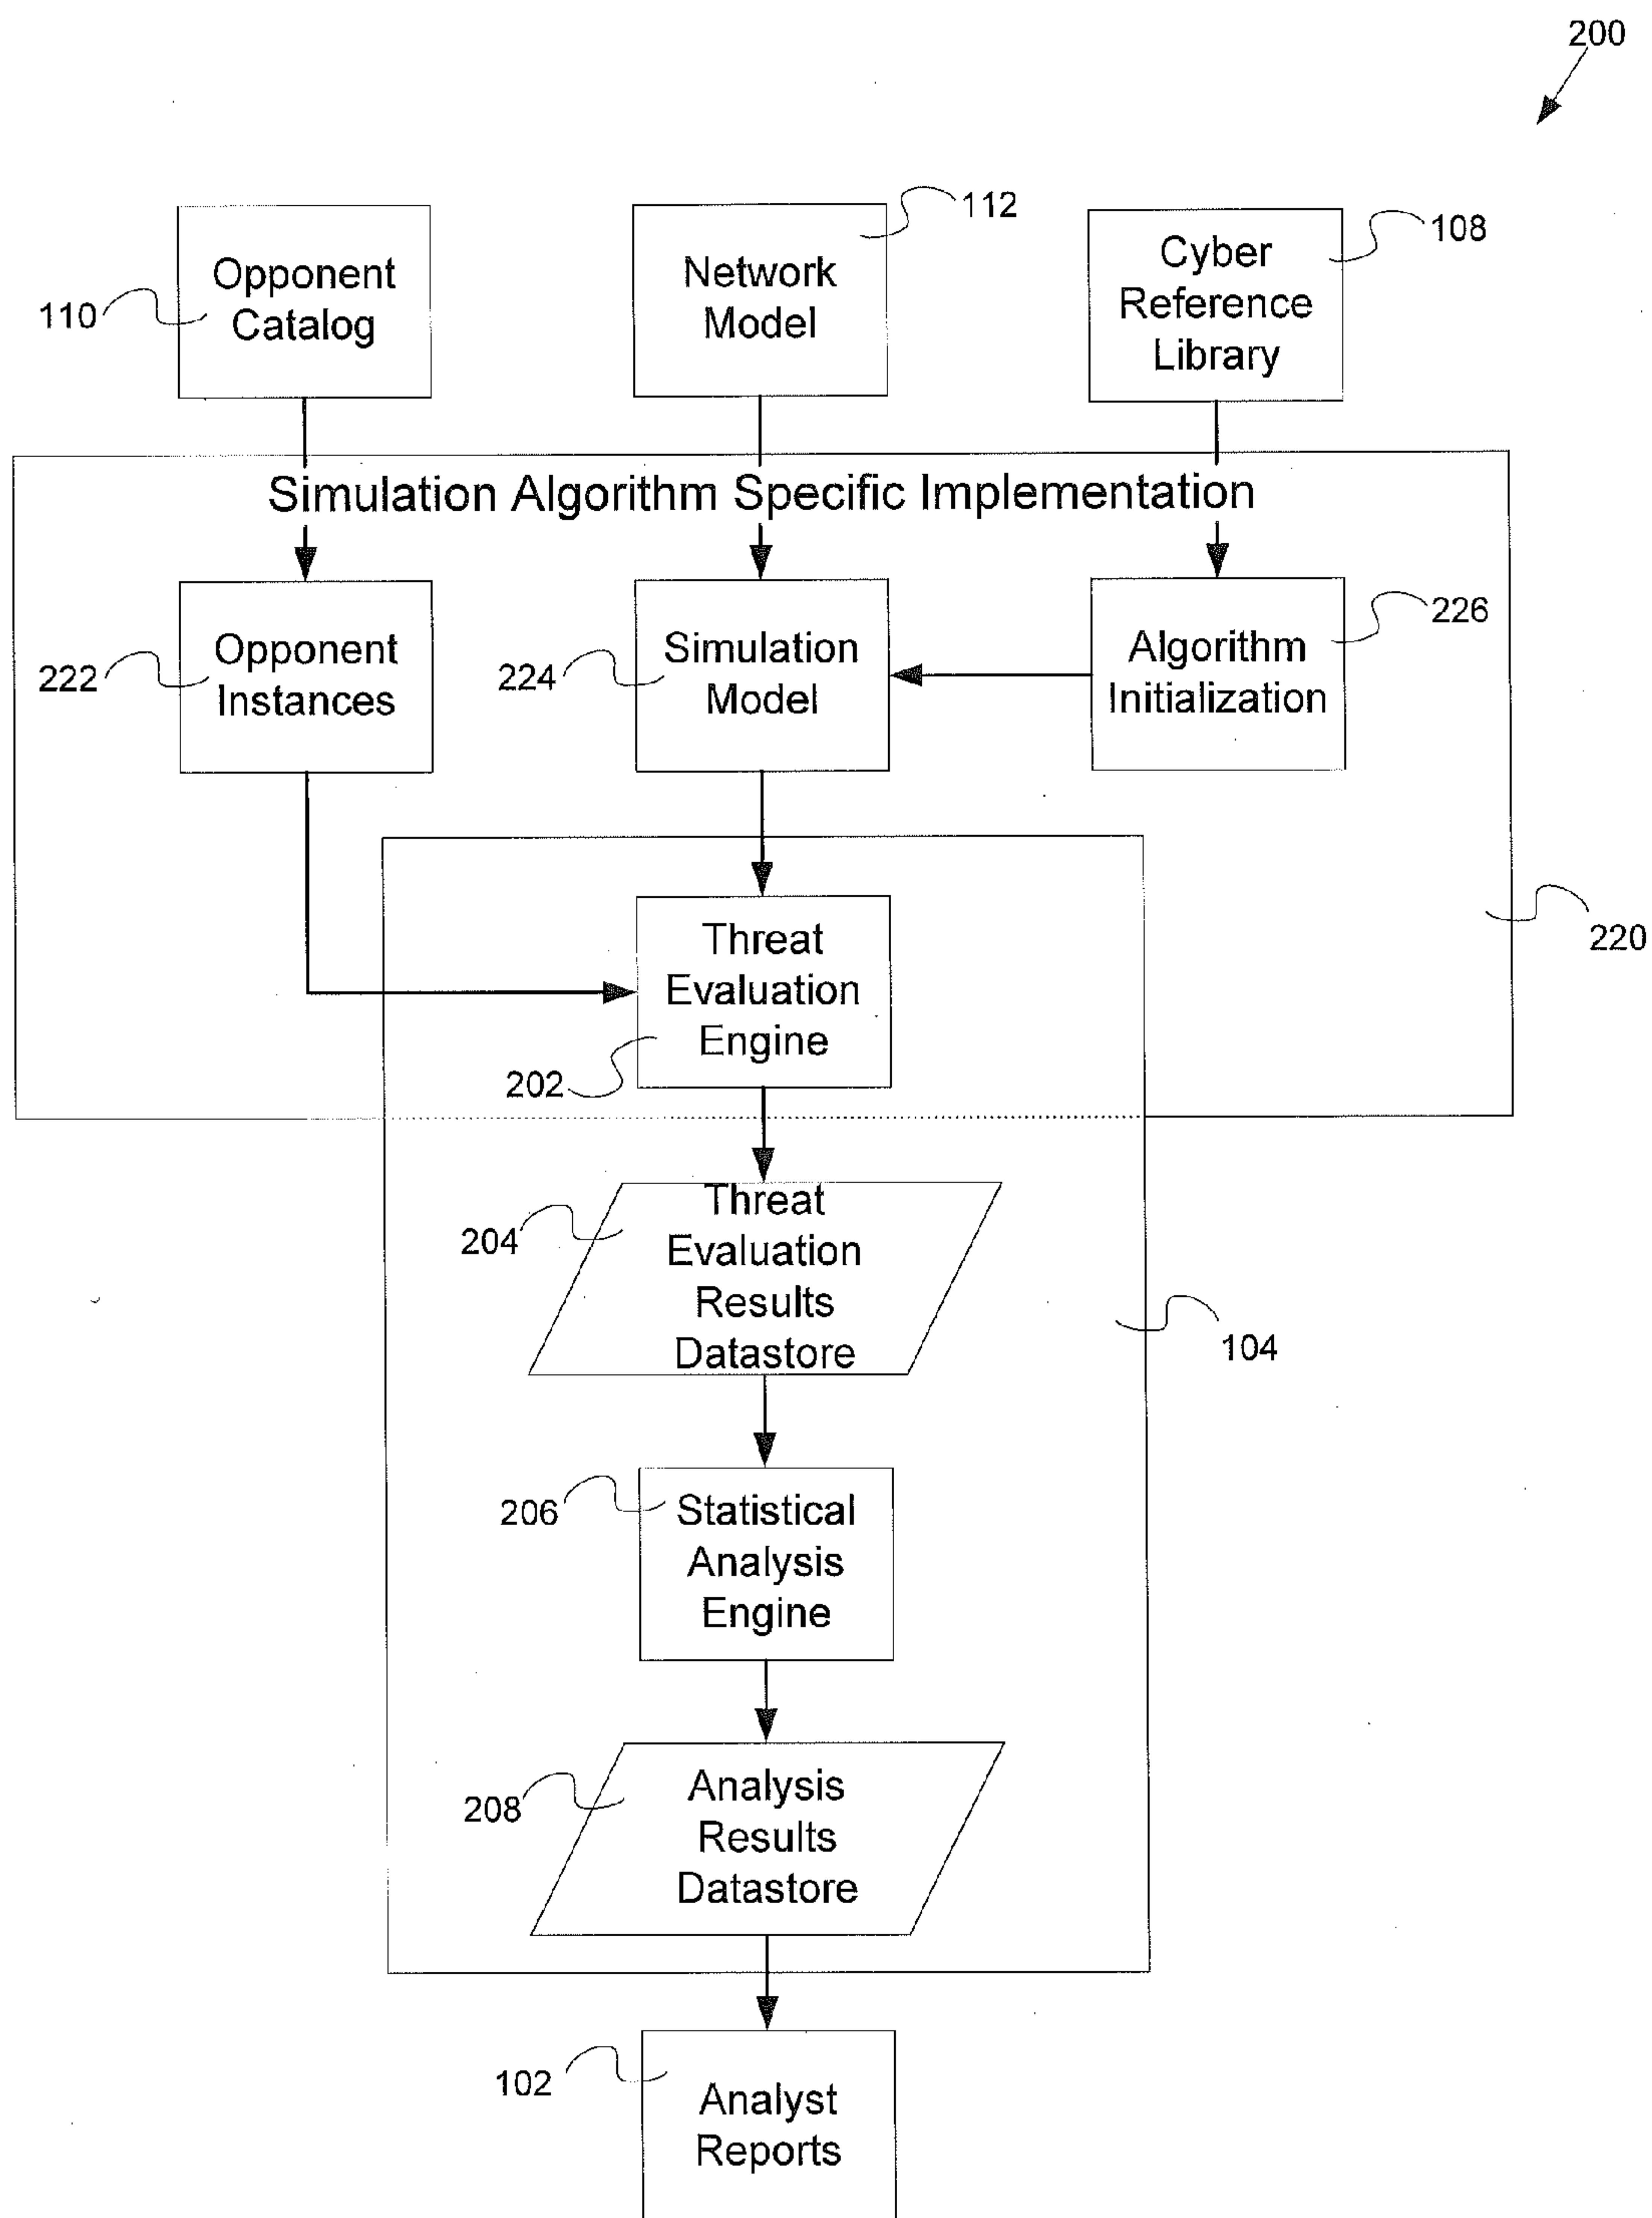 200
112
108
110
Opponent
Catalog
Network
Model
Cyber
Reference
Library
Simulation Algorithm Specific Implementation
222
Opponent
Instances
224
Simulation
Model
226
Algorithm
Initialization
Threat
Evaluation
Engine
202
220
204
Threat
Evaluation
Results
Datastore
104
206
Statistical
Analysis
Engine
208
Analysis
Results
Datastore
102
Analyst
Reports